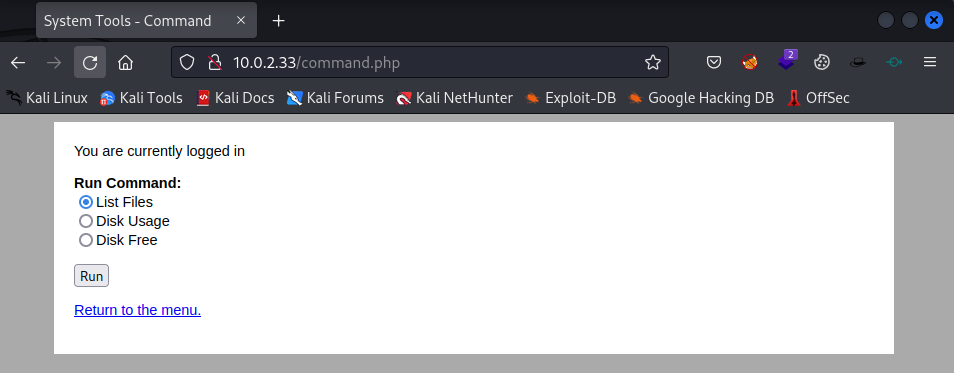 System Tools - Command
10.0.2.33/command.php
2
Kali Linux Kali Tools Kali Docs Kali Forums Kali NetHunter Exploit-DB Google Hacking DB OffSec
You are currently logged in
Run Command:
List Files
Disk Usage
Disk Free
Run
Return to the menu.